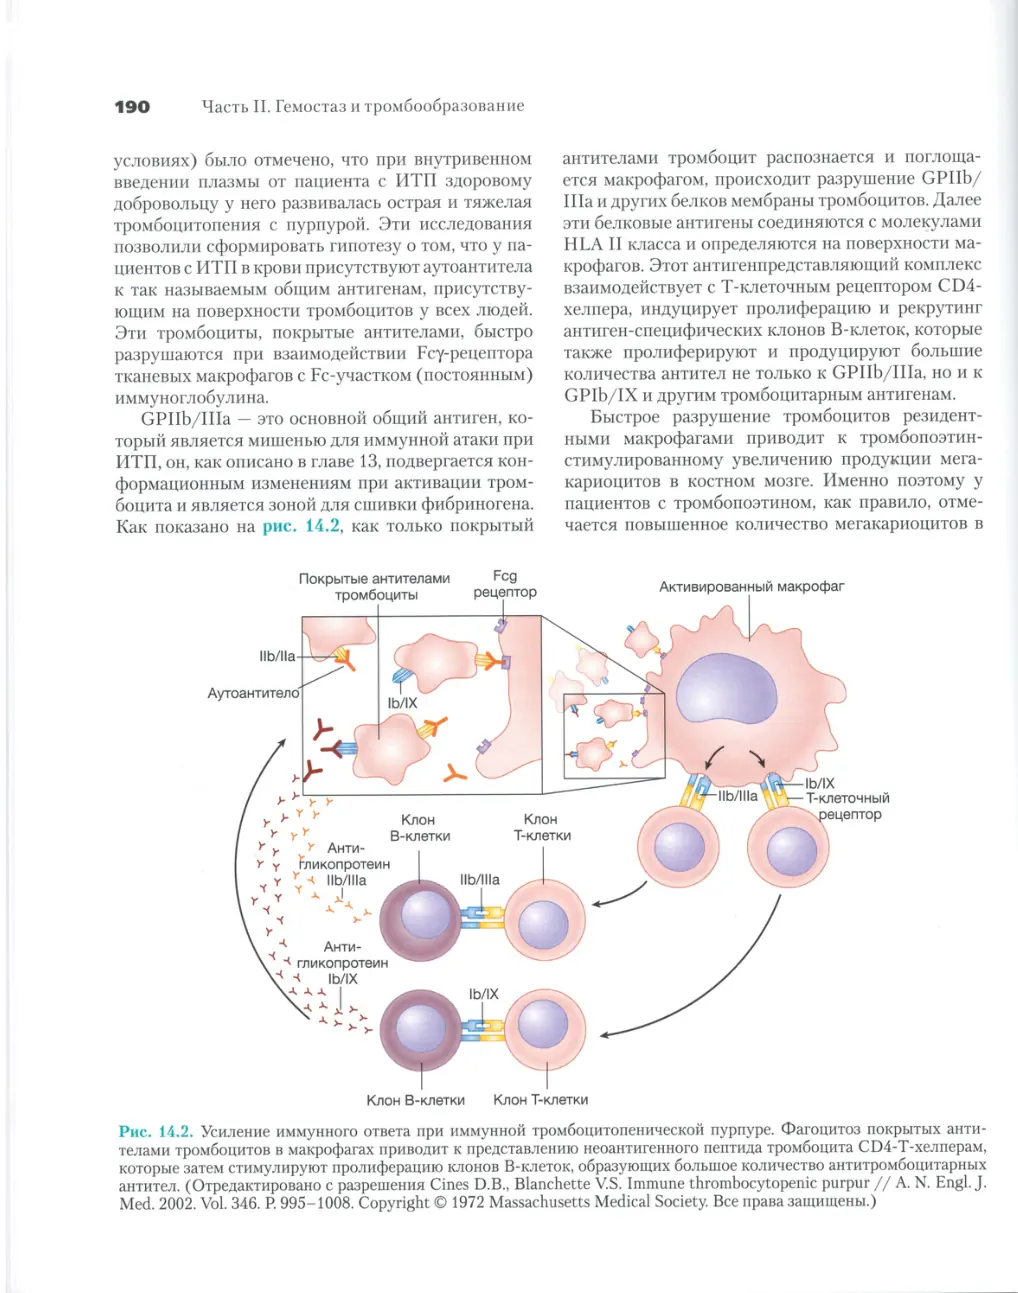 190 Часть II. Гемостаз и тромбообразование
условиях) было отмечено, что при внутривенном
введении плазмы от пациента с ИТП здоровому
добровольцу у него развивалась острая и тяжелая
тромбоцитопения с пурпурой. Эти исследования
позволили сформировать гипотезу о том, что у па-
циентов с ИТП в крови присутствуют аутоантитела
к так называемым общим антигенам, присутству-
ющим на поверхности тромбоцитов у всех людей.
Эти тромбоциты, покрытые антителами, быстро
разрушаются при взаимодействии Fcγ-рецептора
тканевых макрофагов с Fc-участком (постоянным)
иммуноглобулина.
GPIIb/IIIa — это основной общий антиген, ко-
торый является мишенью для иммунной атаки при
ИТП, он, как описано в главе 13, подвергается кон-
формационным изменениям при активации тром-
боцита и является зоной для сшивки фибриногена.
Как показано на рис. 14.2, как только покрытый
антителами тромбоцит распознается и поглоща-
ется макрофагом, происходит разрушение GPIIb/
IIIa и других белков мембраны тромбоцитов. Далее
эти белковые антигены соединяются с молекулами
HLA II класса и определяются на поверхности ма-
крофагов. Этот антигенпредставляющий комплекс
взаимодействует с Т-клеточным рецептором CD4-
хелпера, индуцирует пролиферацию и рекрутинг
антиген-специфических клонов В-клеток, которые
также пролиферируют и продуцируют большие
количества антител не только к GPIIb/IIIa, но и к
GPIb/IX и другим тромбоцитарным антигенам.
Быстрое разрушение тромбоцитов резидент-
ными макрофагами приводит к тромбопоэтин-
стимулированному увеличению продукции мега-
кариоцитов в костном мозге. Именно поэтому у
пациентов с тромбопоэтином, как правило, отме-
чается повышенное количество мегакариоцитов в
Покрытые антителами
тромбоциты
Fcg
рецептор
Активированный макрофаг
IIb/IIa
Аутоантитело
Ib/IX
Ib/IX
IIb/IIIa
Т-клеточный
рецептор
Клон
В-клетки
Клон
Т-клетки
Анти-
гликопротеин
IIb/IIIa
IIb/IIIa
Анти-
гликопротеин
Ib/IX
Ib/IX
Клон В-клетки
Клон Т-клетки
Рис. 14.2. Усиление иммунного ответа при иммунной тромбоцитопенической пурпуре. Фагоцитоз покрытых анти-
телами тромбоцитов в макрофагах приводит к представлению неоантигенного пептида тромбоцита CD4-Т-хелперам,
которые затем стимулируют пролиферацию клонов В-клеток, образующих большое количество антитромбоцитарных
антител. (Отредактировано с разрешения Cines D.B., Blanchette V.S. Immune thrombocytopenic purpur // A. N. Engl. J.
Med. 2002. Vol. 346. P. 995–1008. Copyright © 1972 Massachusetts Medical Society. Все права защищены.)